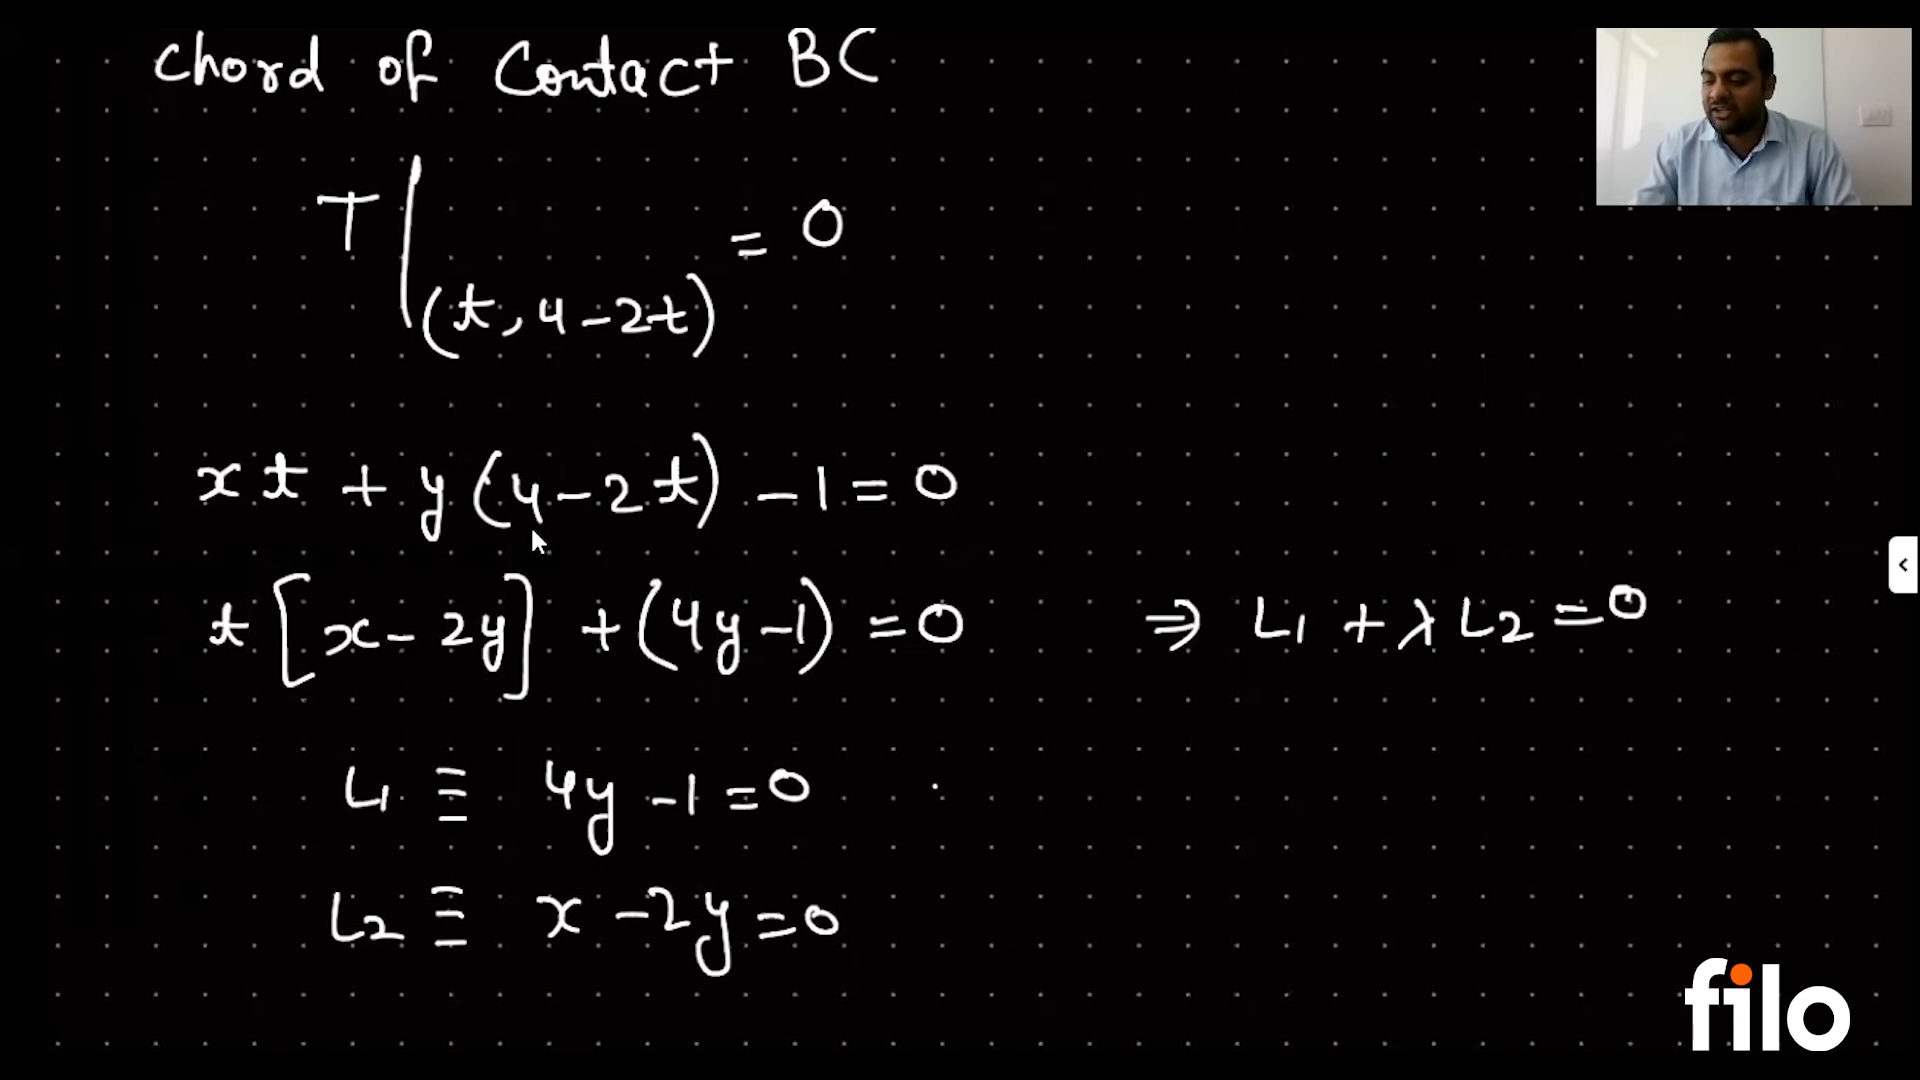 Chord of Contact BC
T|(t, 4-2t) = 0
xt + y(4-2t) - 1 = 0
t[x - 2y] + (4y - 1) = 0 ⇒ L1 + λL2 = 0
L1 ≡ 4y - 1 = 0
L2 ≡ x - 2y = 0
filo